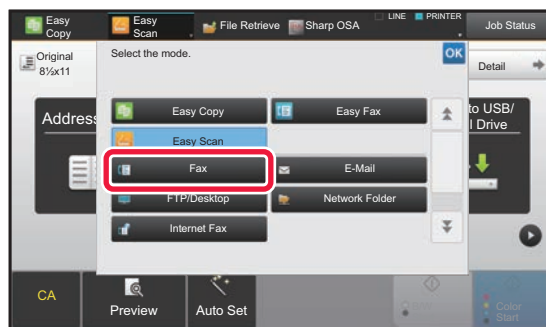 Easy
Copy
Easy
Scan
File Retrieve
Sharp OSA
LINE
PRINTER
Job Status
Original
8½x11
Select the mode.
OK
Detail
Address
to USB/
l Drive
Easy Copy
Easy Fax
Easy Scan
Fax
E-Mail
FTP/Desktop
Network Folder
Internet Fax
CA
Preview
Auto Set
Color
Start